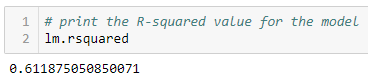 1 # print the R-squared value for the model
2 lm.rsquared
0.611875050850071